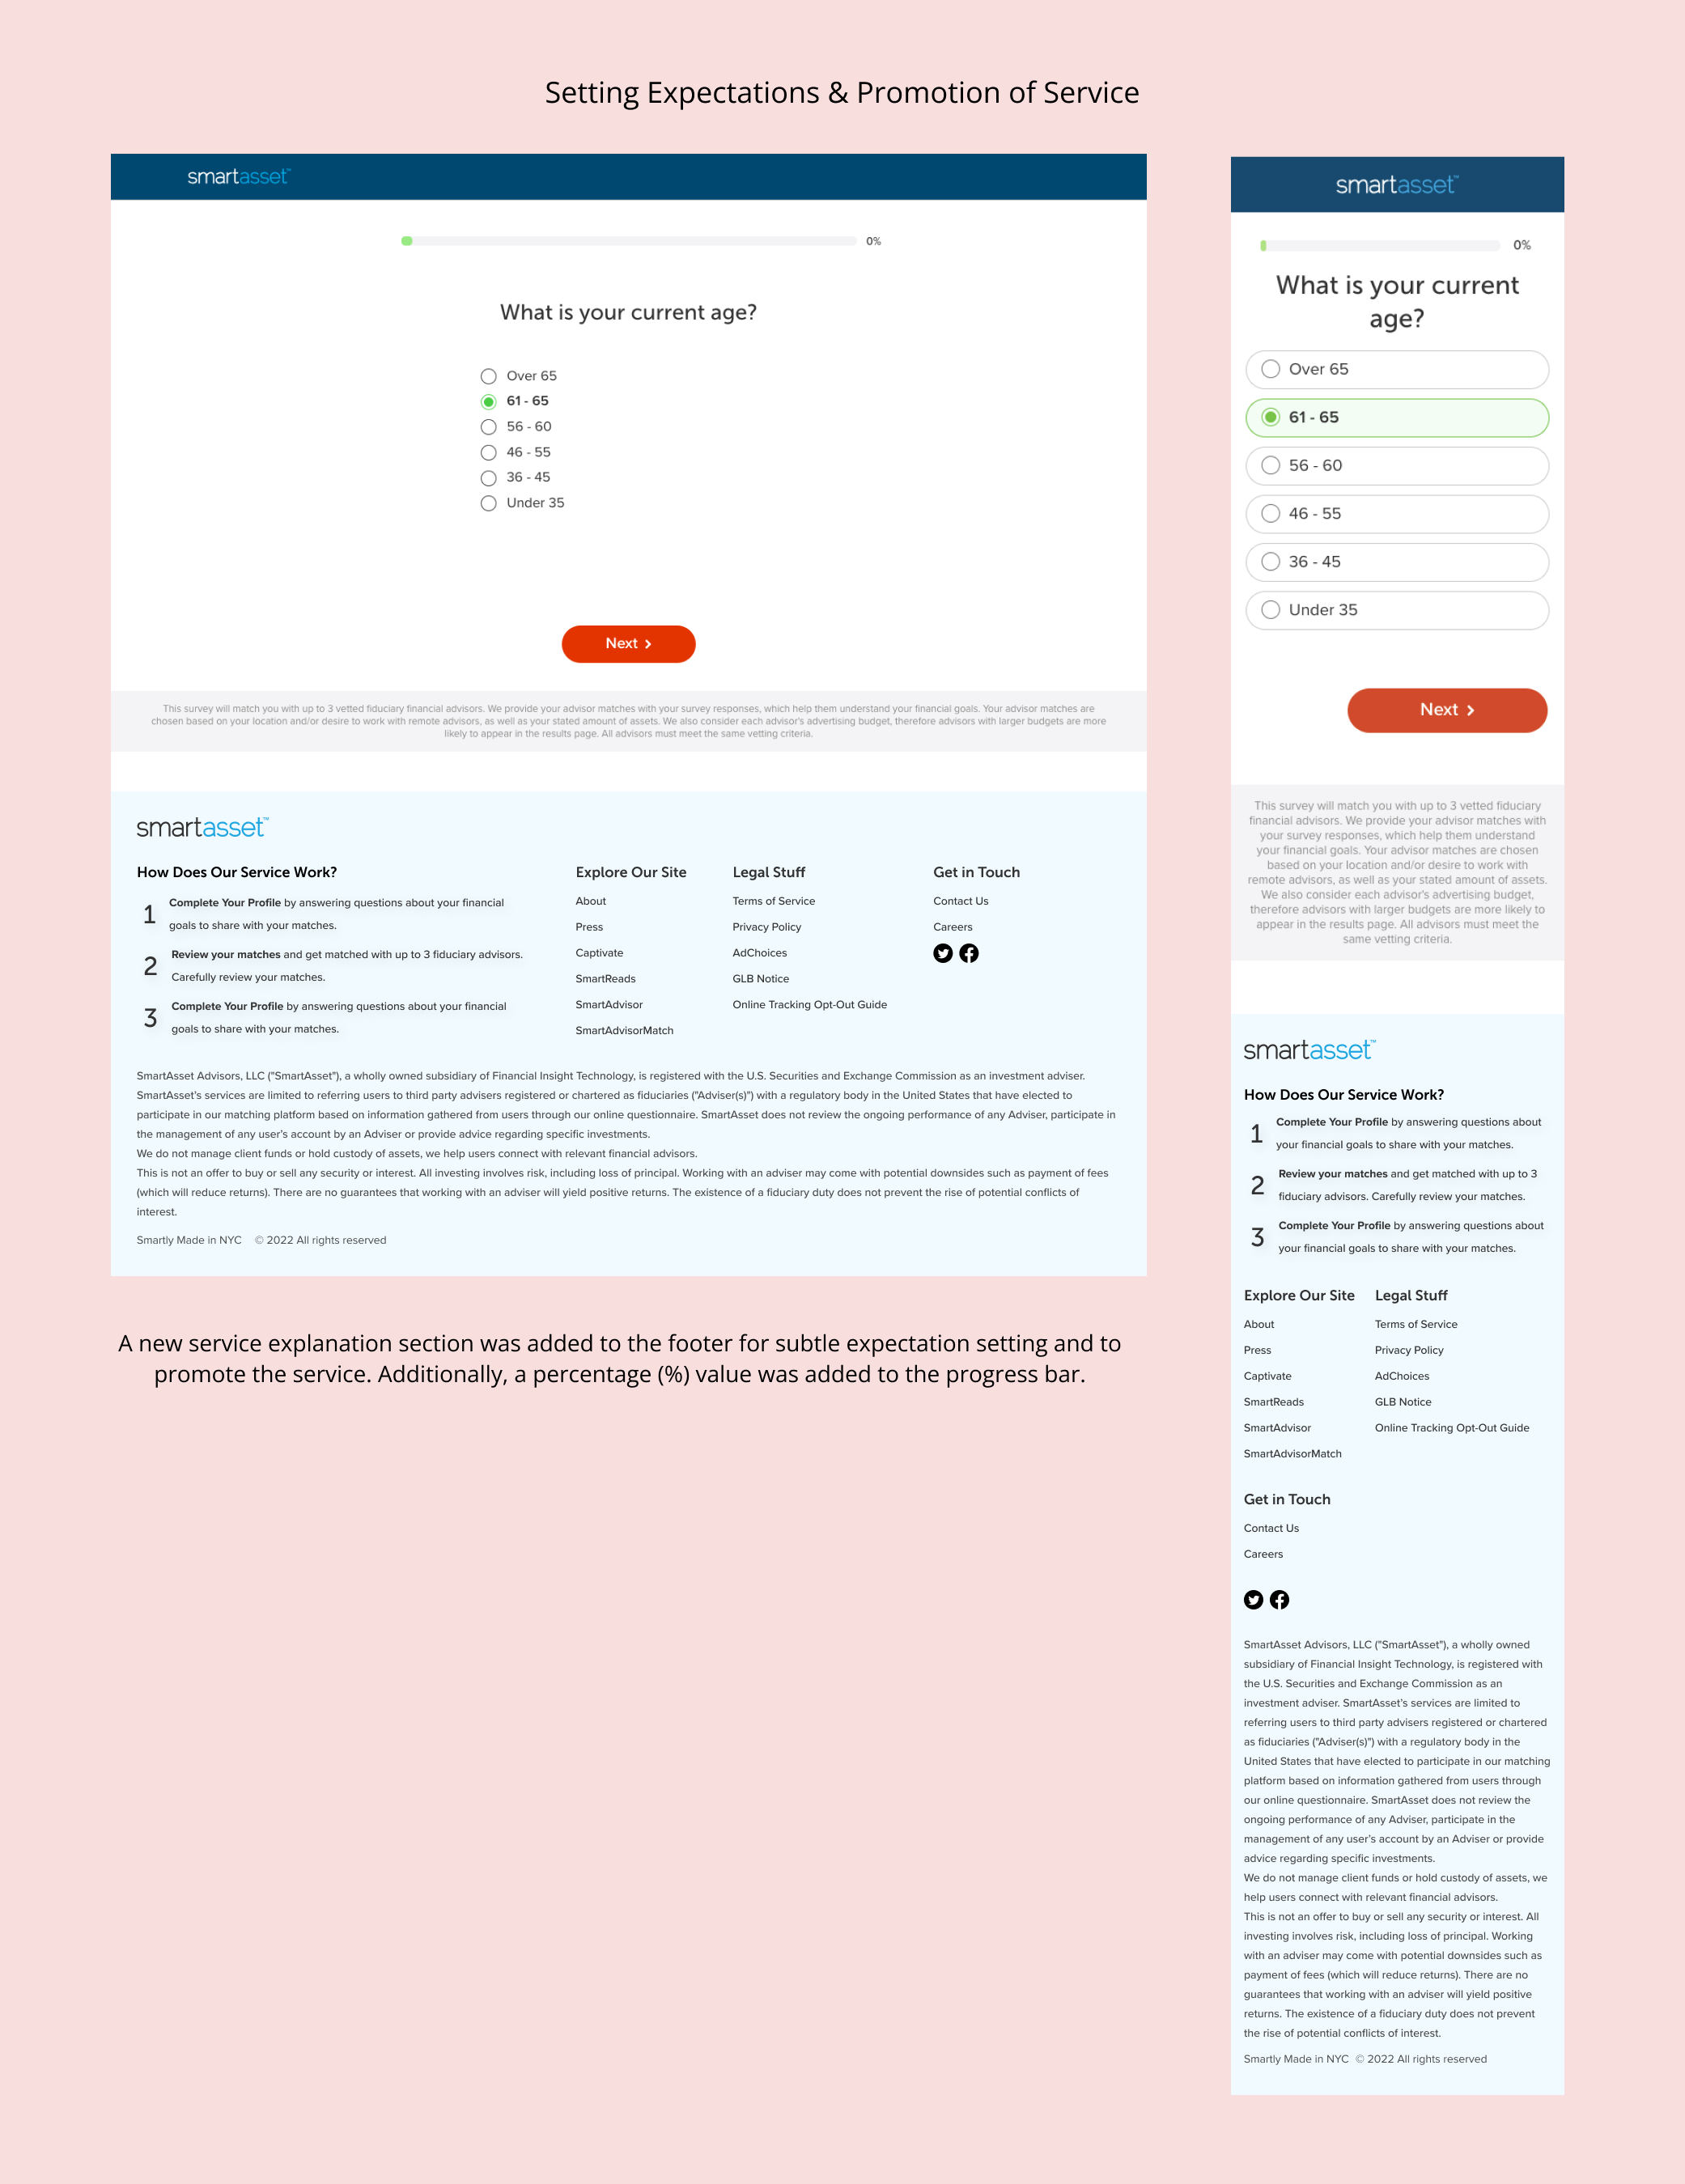 Setting Expectations & Promotion of Service
smartasset™
0%
What is your current age?
Over 65
61 - 65
56 - 60
46 - 55
36 - 45
Under 35
Next
This survey will match you with up to 3 vetted fiduciary financial advisors. We provide your advisor matches with your survey responses, which help them understand your financial goals. Your advisor matches are
chosen based on your location and/or desire to work with remote advisors, as well as your stated amount of assets. We also consider each advisor's advertising budget, therefore advisors with larger budgets are more
likely to appear in the results page. All advisors must meet the same vetting criteria.
smartasset™
How Does Our Service Work?
1 Complete Your Profile by answering questions about your financial
goals to share with your matches.
2 Review your matches and get matched with up to 3 fiduciary advisors.
Carefully review your matches.
3 Complete Your Profile by answering questions about your financial
goals to share with your matches.
Explore Our Site
About
Press
Captivate
SmartReads
SmartAdvisor
SmartAdvisorMatch
Legal Stuff
Terms of Service
Privacy Policy
AdChoices
GLB Notice
Online Tracking Opt-Out Guide
Get in Touch
Contact Us
Careers
SmartAsset Advisors, LLC ("SmartAsset"), a wholly owned subsidiary of Financial Insight Technology, is registered with the U.S. Securities and Exchange Commission as an investment adviser.
SmartAsset's services are limited to referring users to third party advisers registered or chartered as fiduciaries ("Adviser(s)") with a regulatory body in the United States that have elected to
participate in our matching platform based on information gathered from users through our online questionnaire. SmartAsset does not review the ongoing performance of any Adviser, participate in
the management of any user's account by an Adviser or provide advice regarding specific investments.
We do not manage client funds or hold custody of assets, we help users connect with relevant financial advisors.
This is not an offer to buy or sell any security or interest. All investing involves risk, including loss of principal. Working with an adviser may come with potential downsides such as payment of fees
(which will reduce returns). There are no guarantees that working with an adviser will yield positive returns. The existence of a fiduciary duty does not prevent the rise of potential conflicts of
interest.
Smartly Made in NYC © 2022 All rights reserved
A new service explanation section was added to the footer for subtle expectation setting and to
promote the service. Additionally, a percentage (%) value was added to the progress bar.
smartasset™
0%
What is your current
age?
Over 65
61 - 65
56 - 60
46 - 55
36 - 45
Under 35
Next
This survey will match you with up to 3 vetted fiduciary
financial advisors. We provide your advisor matches with
your survey responses, which help them understand
your financial goals. Your advisor matches are chosen
based on your location and/or desire to work with
remote advisors, as well as your stated amount of assets.
We also consider each advisor's advertising budget,
therefore advisors with larger budgets are more likely to
appear in the results page. All advisors must meet the
same vetting criteria.
smartasset™
How Does Our Service Work?
1 Complete Your Profile by answering questions about
your financial goals to share with your matches.
2 Review your matches and get matched with up to 3
fiduciary advisors. Carefully review your matches.
3 Complete Your Profile by answering questions about
your financial goals to share with your matches.
Explore Our Site
About
Press
Captivate
SmartReads
SmartAdvisor
SmartAdvisorMatch
Legal Stuff
Terms of Service
Privacy Policy
AdChoices
GLB Notice
Online Tracking Opt-Out Guide
Get in Touch
Contact Us
Careers
SmartAsset Advisors, LLC ("SmartAsset"), a wholly owned
subsidiary of Financial Insight Technology, is registered with
the U.S. Securities and Exchange Commission as an
investment adviser. SmartAsset's services are limited to
referring users to third party advisers registered or chartered
as fiduciaries ("Adviser(s)") with a regulatory body in the
United States that have elected to participate in our matching
platform based on information gathered from users through
our online questionnaire. SmartAsset does not review the
ongoing performance of any Adviser, participate in the
management of any user's account by an Adviser or provide
advice regarding specific investments.
We do not manage client funds or hold custody of assets, we
help users connect with relevant financial advisors.
This is not an offer to buy or sell any security or interest. All
investing involves risk, including loss of principal. Working
with an adviser may come with potential downsides such as
payment of fees (which will reduce returns). There are no
guarantees that working with an adviser will yield positive
returns. The existence of a fiduciary duty does not prevent
the rise of potential conflicts of interest.
Smartly Made in NYC © 2022 All rights reserved